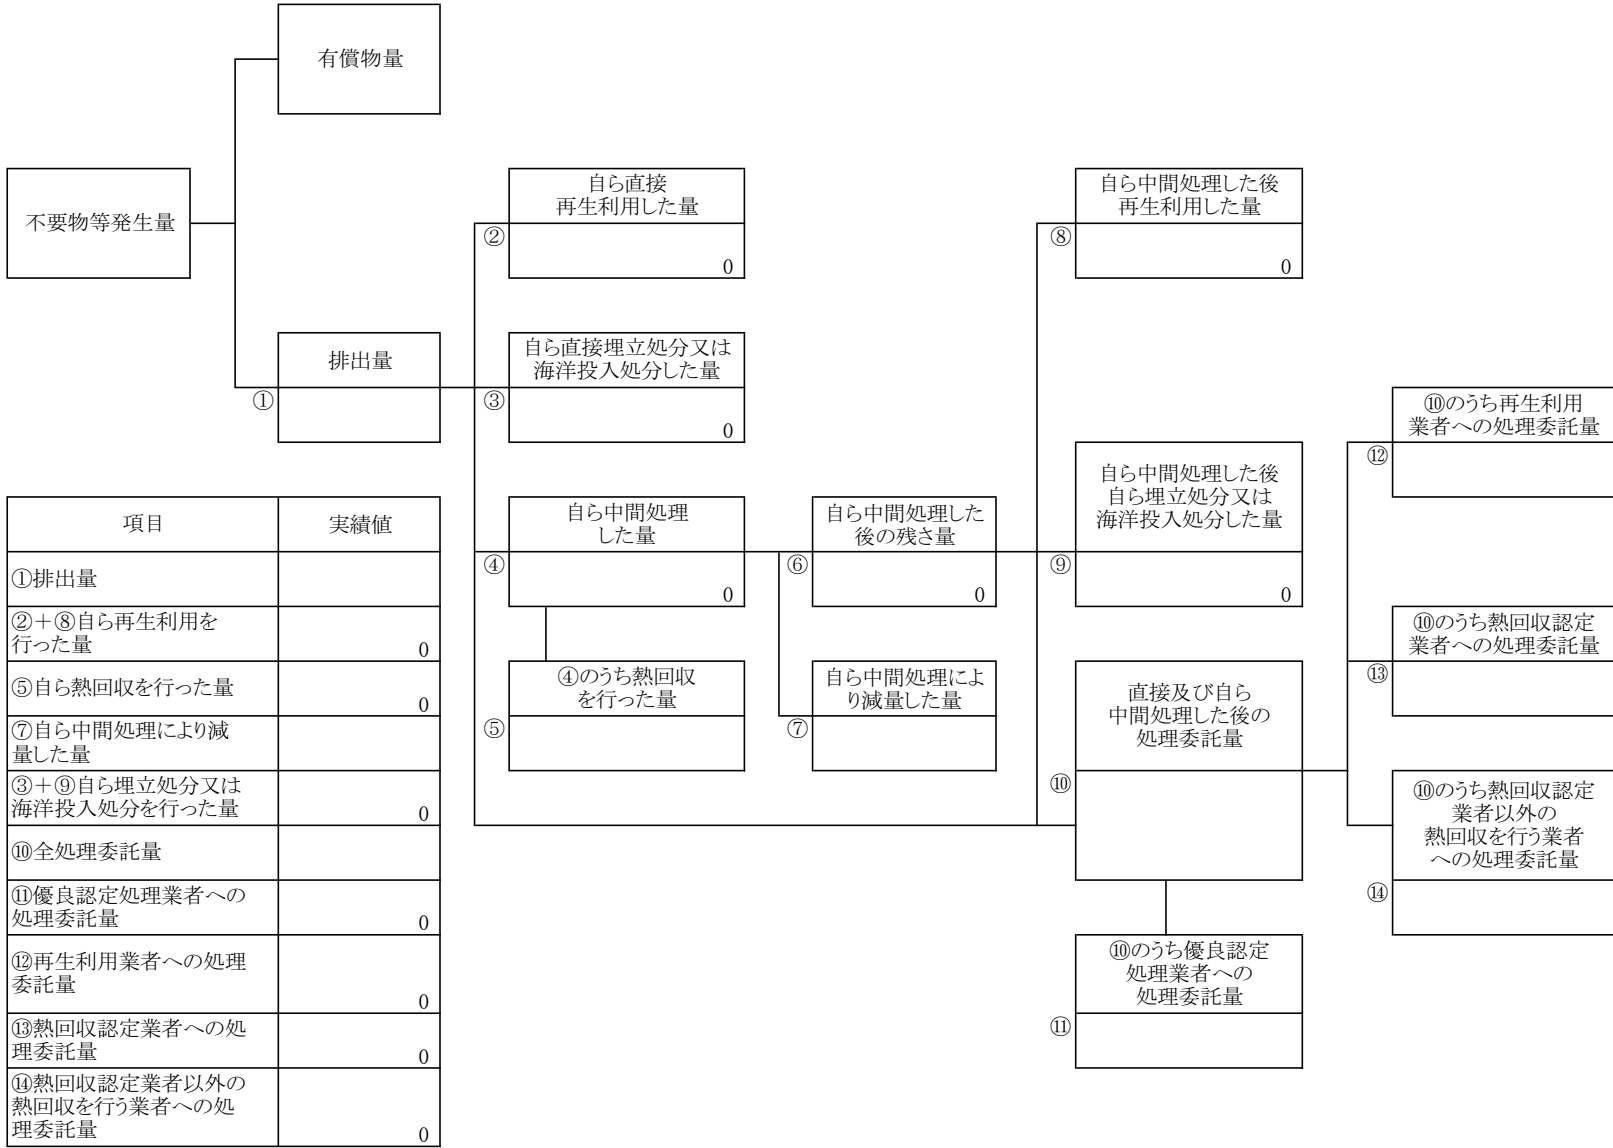 有償物量
不要物等発生量
自ら直接
再生利用した量
②
0
自ら中間処理した後
再生利用した量
⑧
0
排出量
①
自ら直接埋立処分又は
海洋投入処分した量
③
0
⑩のうち再生利用
業者への処理委託量
⑫
自ら中間処理
した量
④
0
自ら中間処理した
後の残さ量
⑥
0
自ら中間処理した後
自ら埋立処分又は
海洋投入処分した量
⑨
0
⑩のうち熱回収認定
業者への処理委託量
⑬
④のうち熱回収
を行った量
⑤
自ら中間処理によ
り減量した量
⑦
直接及び自ら
中間処理した後の
処理委託量
⑩
⑩のうち熱回収認定
業者以外の
熱回収を行う業者
への処理委託量
⑭
⑩のうち優良認定
処理業者への
処理委託量
⑪
項目 実績値
①排出量
②＋⑧自ら再生利用を
行った量 0
⑤自ら熱回収を行った量 0
⑦自ら中間処理により減
量した量
③＋⑨自ら埋立処分又は
海洋投入処分を行った量 0
⑩全処理委託量
⑪優良認定処理業者への
処理委託量 0
⑫再生利用業者への処理
委託量 0
⑬熱回収認定業者への処
理委託量 0
⑭熱回収認定業者以外の
熱回収を行う業者への処
理委託量 0